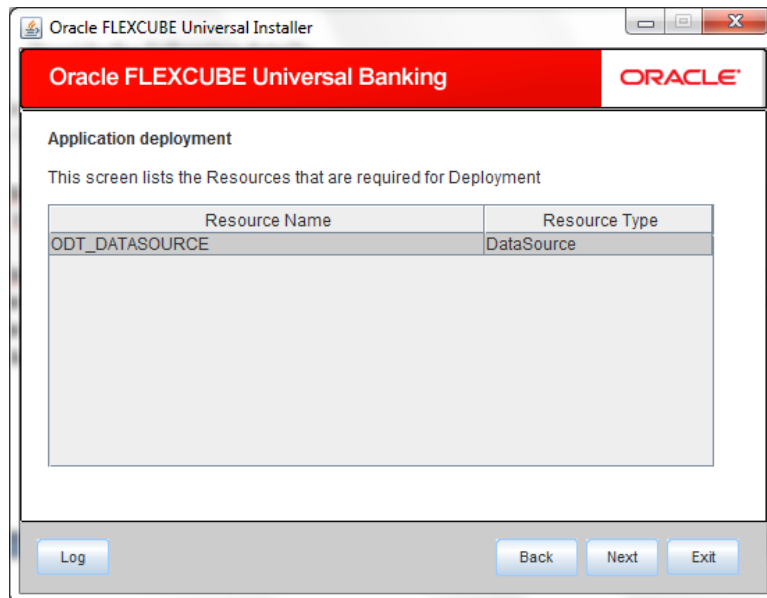 Oracle FLEXCUBE Universal Installer
Oracle FLEXCUBE Universal Banking
ORACLE®
Application deployment
This screen lists the Resources that are required for Deployment
Resource Name Resource Type
ODT_DATASOURCE DataSource
Log Back Next Exit